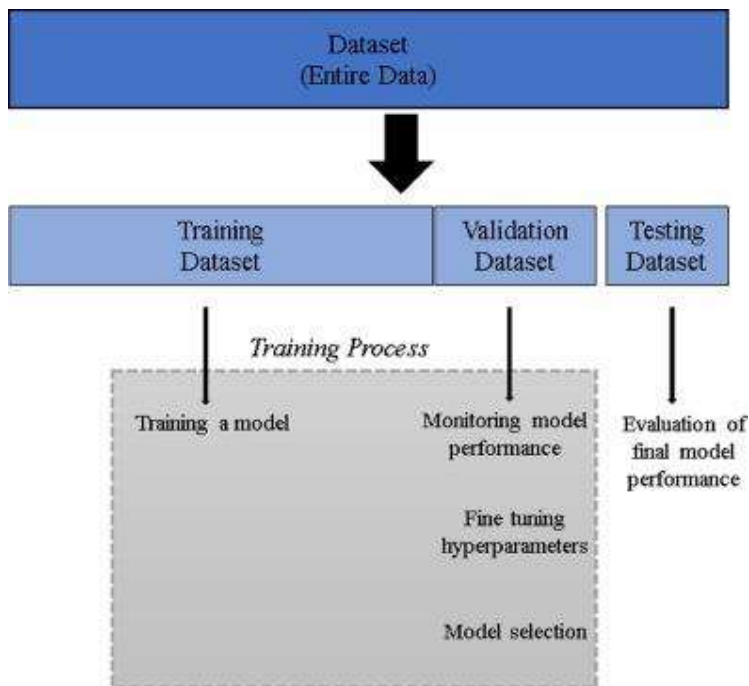 Dataset
(Entire Data)
Training
Dataset
Validation
Dataset
Testing
Dataset
Training Process
Training a model
Monitoring model
performance
Fine tuning
hyperparameters
Model selection
Evaluation of
final model
performance